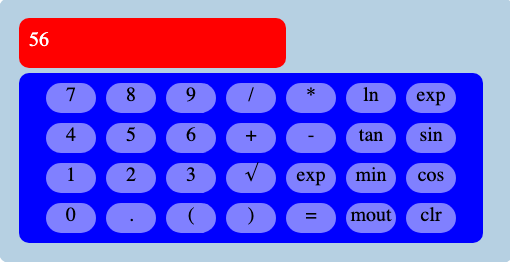 56
7 8 9 / * ln exp
4 5 6 + - tan sin
1 2 3 √ exp min cos
0 . ( ) = mout clr